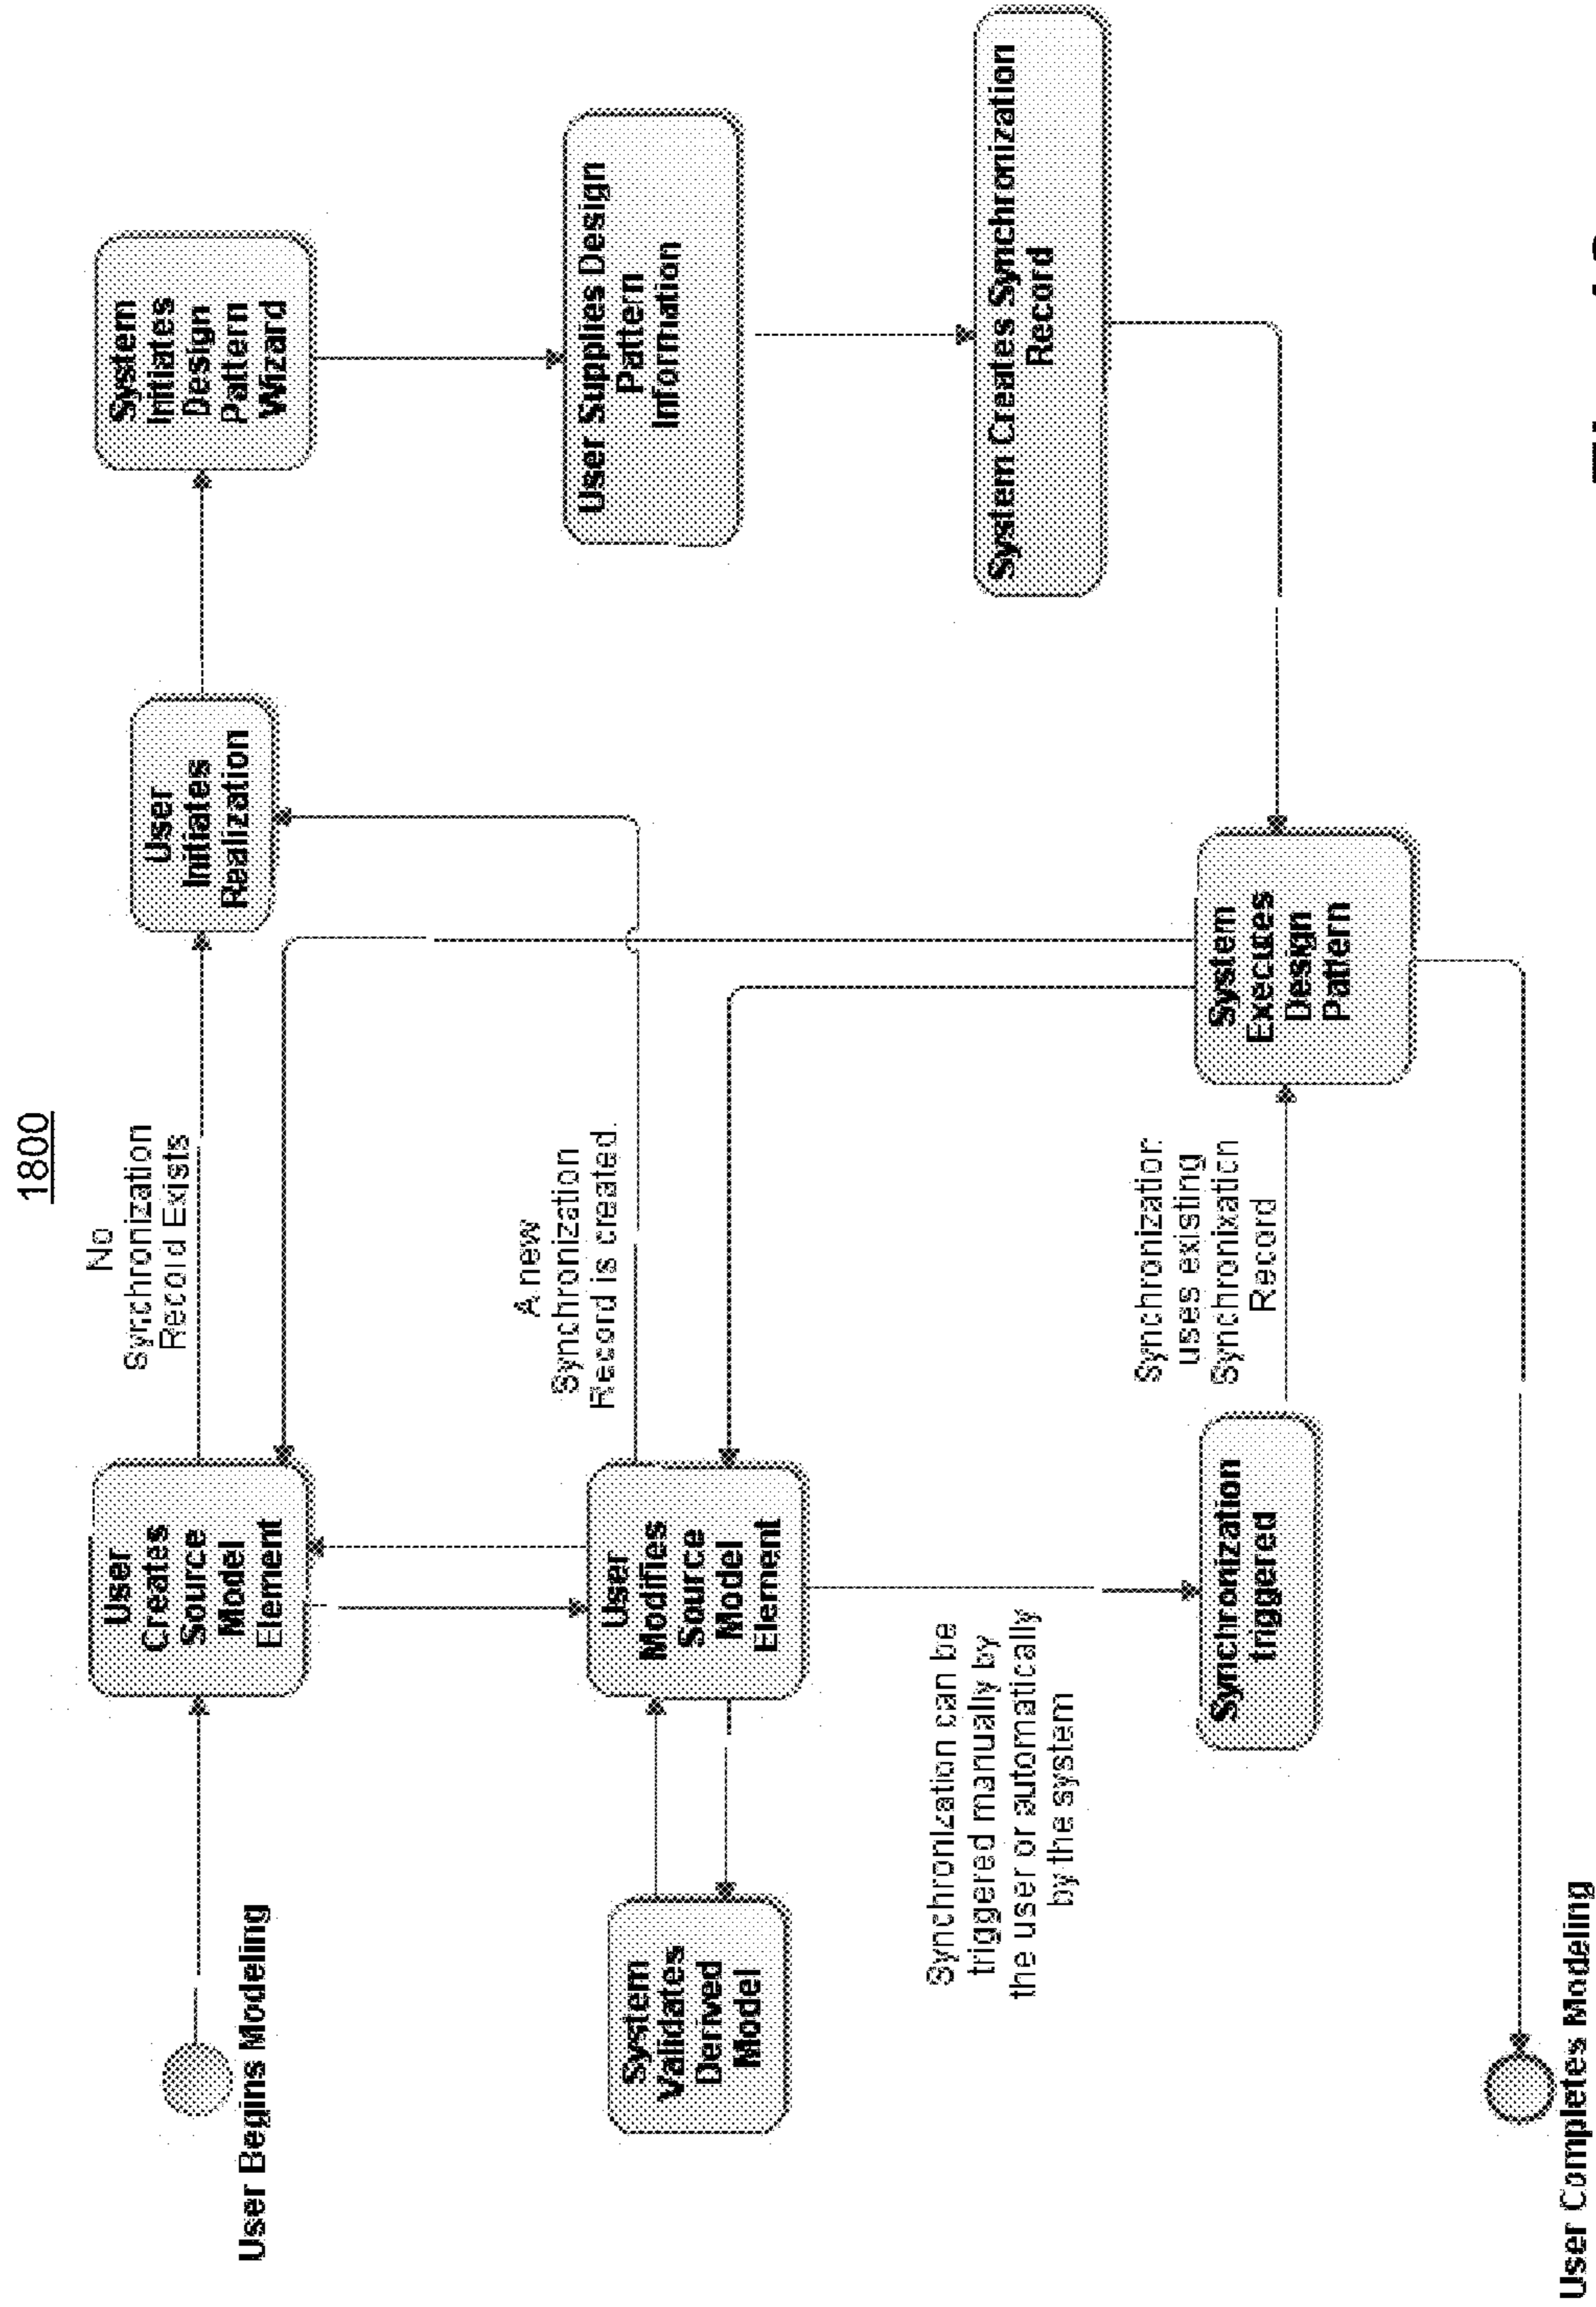 1800
User Begins Modeling
User
Creates
Source
Model
Element
No
Synchronization
Record Exists
User
Initiates
Realization
System
Initiates
Design
Pattern
Wizard
System
Validates
Derived
Model
User
Modifies
Source
Model
Element
A new
Synchronization
Record is created.
User Supplies Design
Pattern
Information
Synchronization can be
triggered manually by
the user or automatically
by the system
System Creates Synchronization
Record
Synchronization
triggered
Synchronization
uses existing
Synchronixation
Record
System
Executes
Design
Pattern
User Completes Modeling